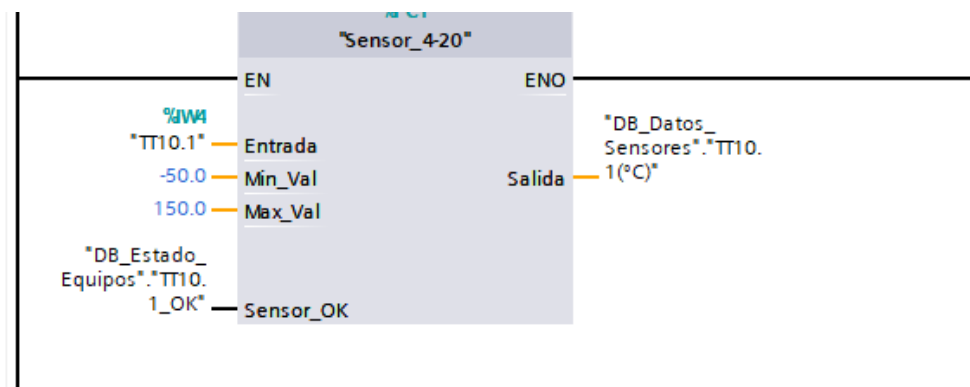 "Sensor_4-20"
EN ENO
%IW4
"TT10.1" Entrada
-50.0 Min_Val
150.0 Max_Val
"DB_Datos_
Sensores"."TT10.
Salida 1(°C)"
"DB_Estado_
Equipos"."TT10.
1_OK" Sensor_OK